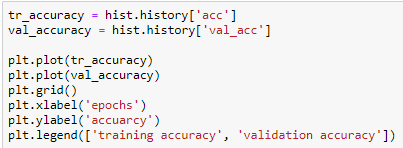 tr_accuracy = hist.history['acc']
val_accuracy = hist.history['val_acc']
plt.plot(tr_accuracy)
plt.plot(val_accuracy)
plt.grid()
plt.xlabel('epochs')
plt.ylabel('accuarcy')
plt.legend(['training accuracy', 'validation accuracy'])